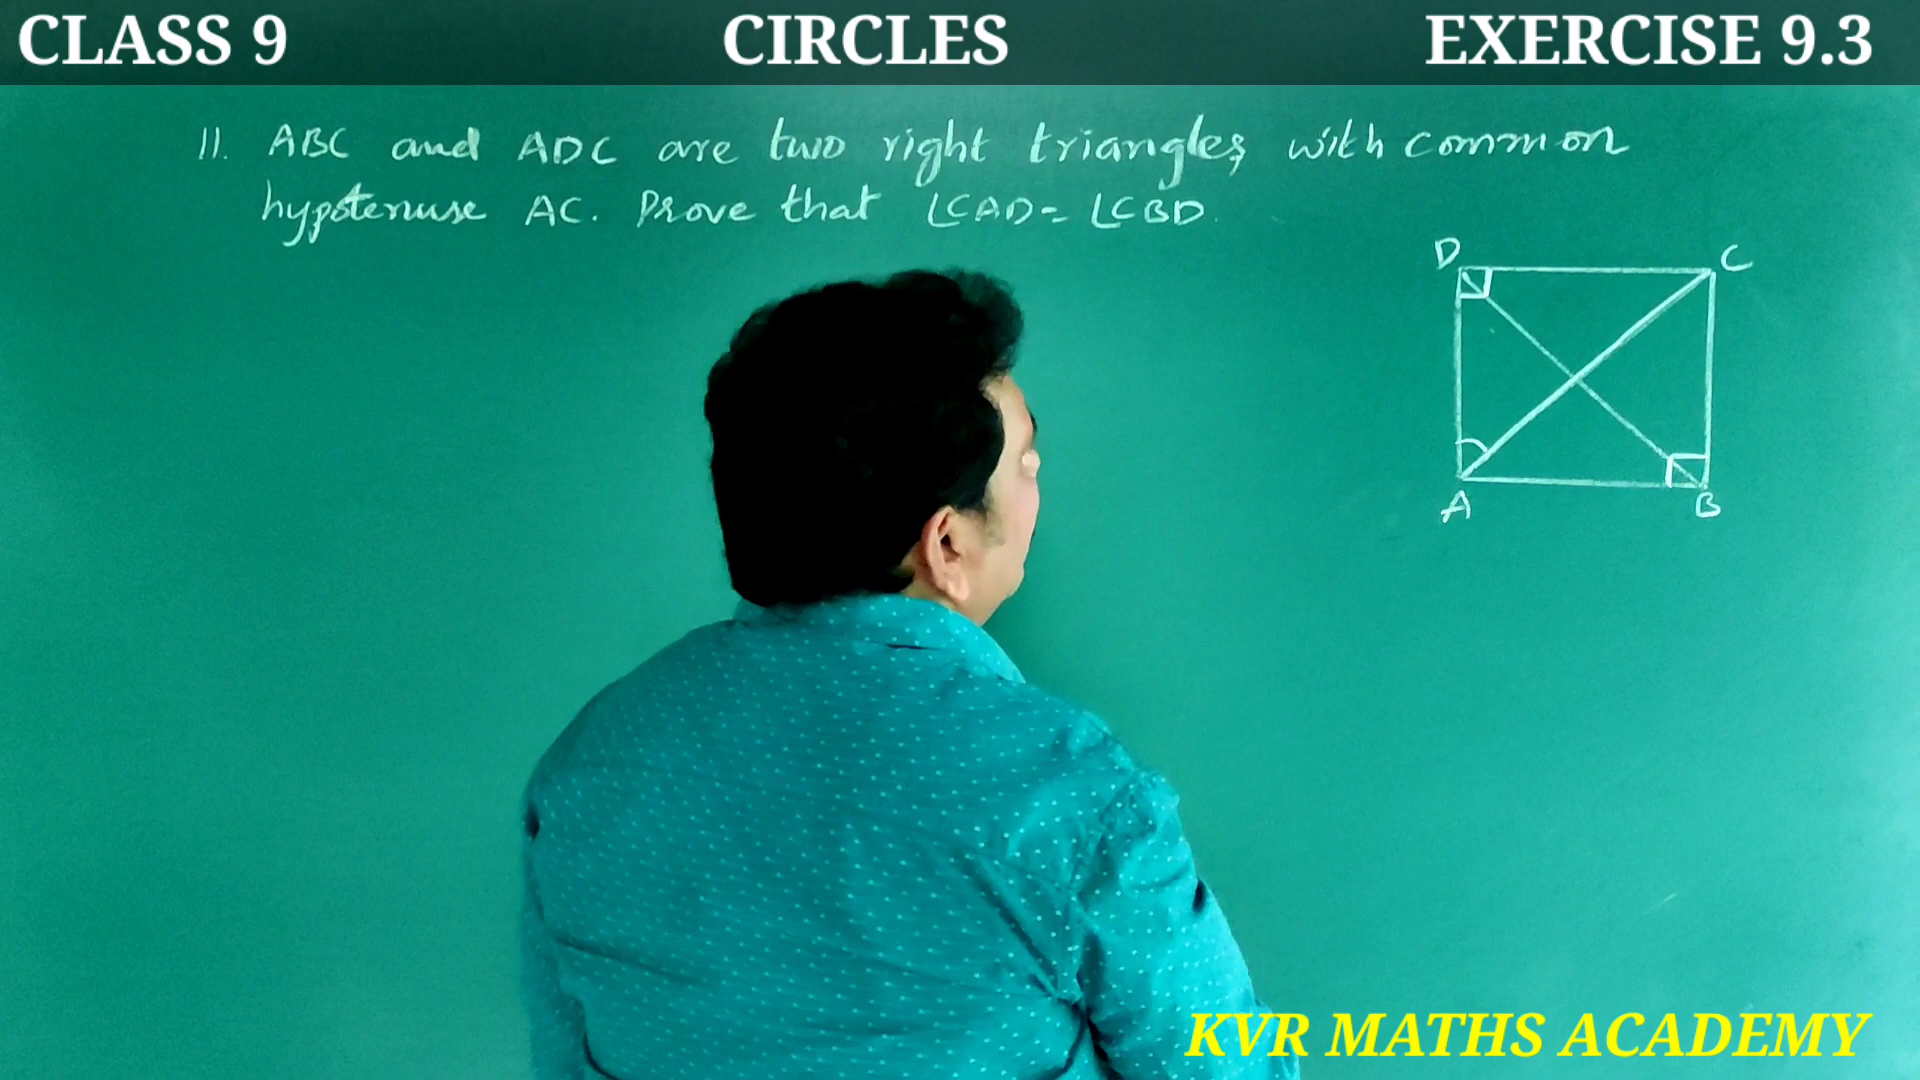 CLASS 9 CIRCLES EXERCISE 9.3
11. ABC and ADC are two right triangles, with common
hypotenuse AC. Prove that ∠CAD = ∠CBD.
D C
A B
KVR MATHS ACADEMY